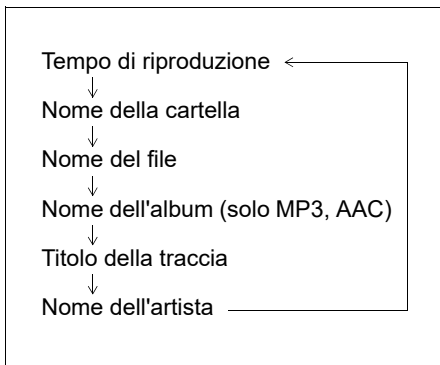 Tempo di riproduzione
Nome della cartella
Nome del file
Nome dell'album (solo MP3, AAC)
Titolo della traccia
Nome dell'artista